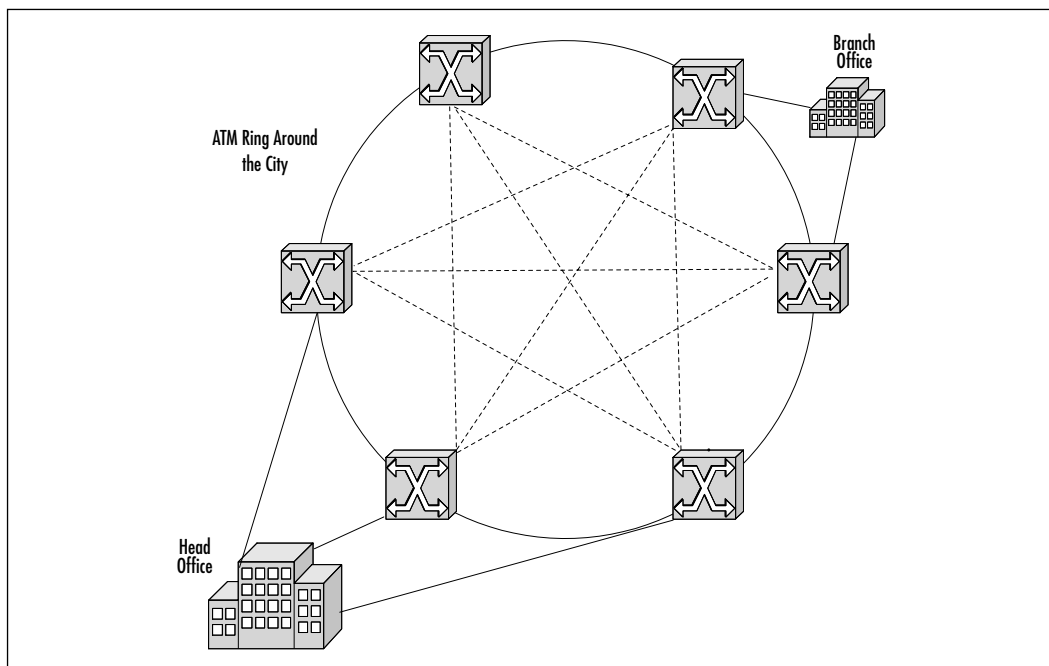 Branch
Office
ATM Ring Around
the City
Head
Office